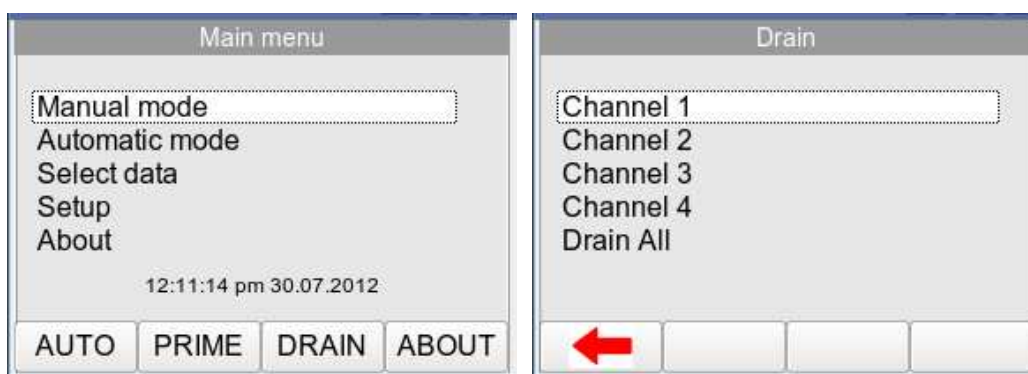 Main menu
Manual mode
Automatic mode
Select data
Setup
About
12:11:14 pm 30.07.2012
AUTO PRIME DRAIN ABOUT
Drain
Channel 1
Channel 2
Channel 3
Channel 4
Drain All